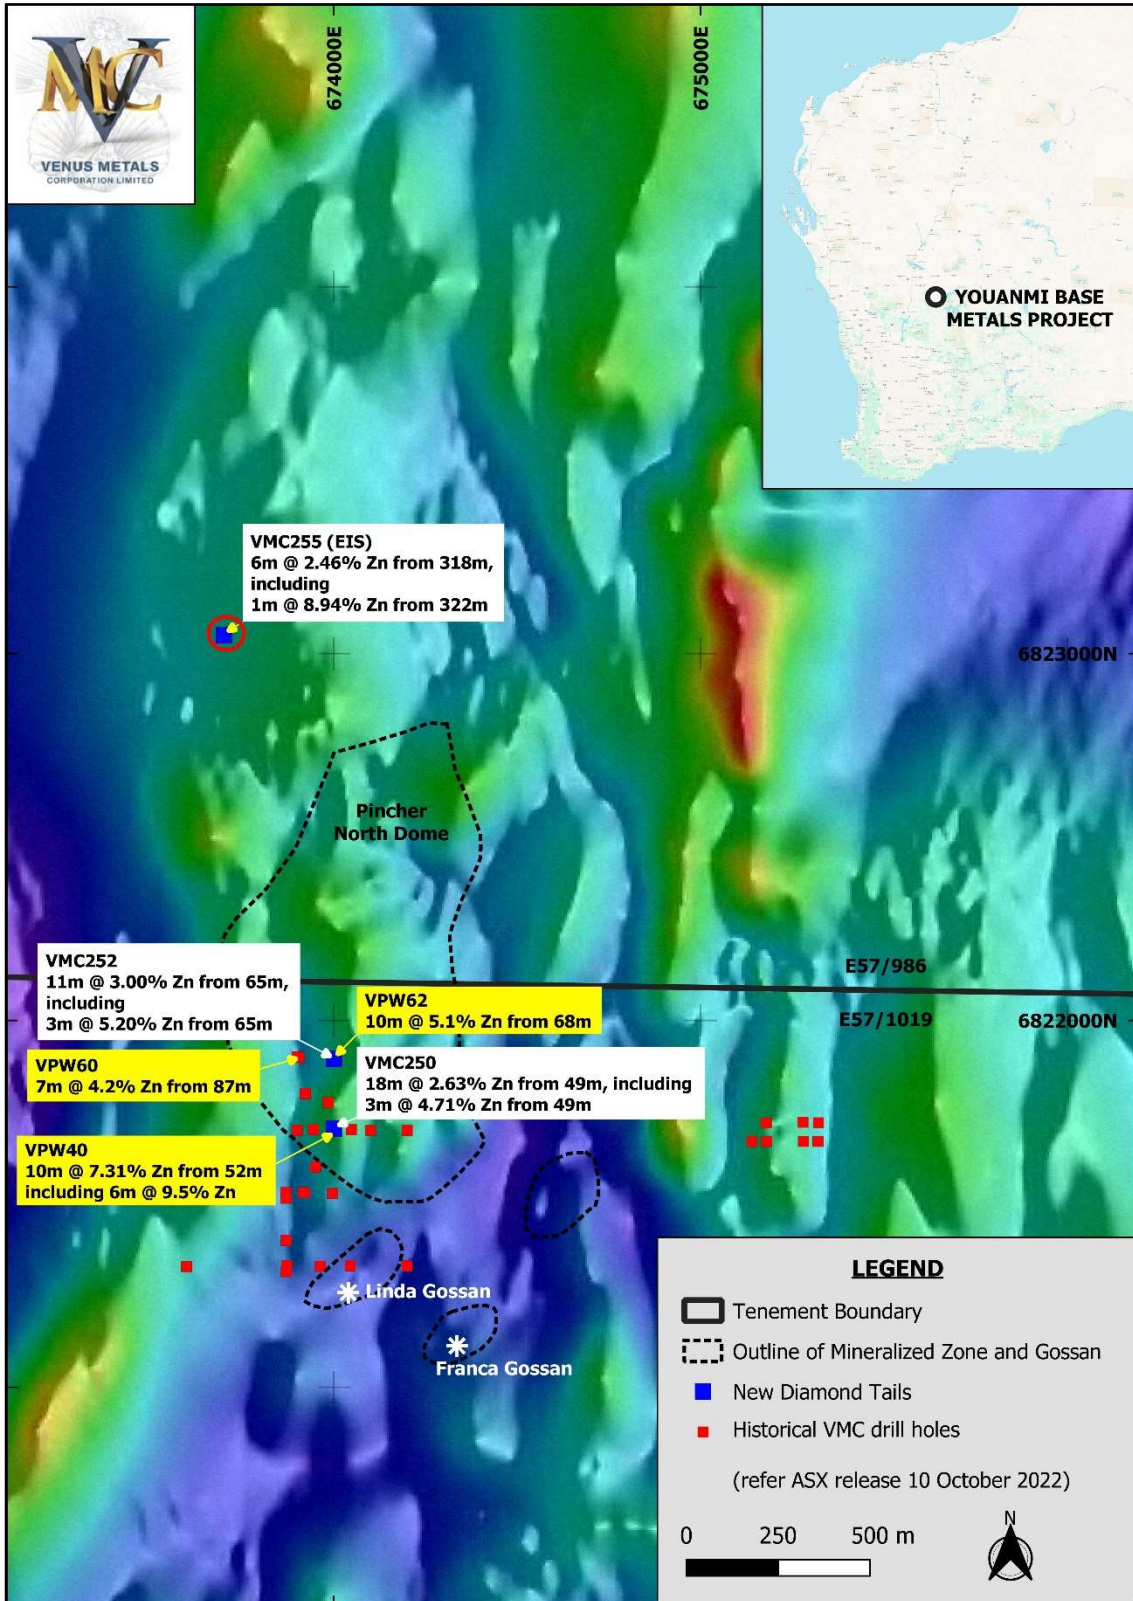 VMC
VENUS METALS
CORPORATION LIMITED
674000E
675000E
YOUANMI BASE
METALS PROJECT
VMC255 (EIS)
6m @ 2.46% Zn from 318m,
including
1m @ 8.94% Zn from 322m
6823000N
Pincher
North Dome
E57/986
E57/1019
6822000N
VMC252
11m @ 3.00% Zn from 65m,
including
3m @ 5.20% Zn from 65m
VPW62
10m @ 5.1% Zn from 68m
VPW60
7m @ 4.2% Zn from 87m
VMC250
18m @ 2.63% Zn from 49m, including
3m @ 4.71% Zn from 49m
VPW40
10m @ 7.31% Zn from 52m
including 6m @ 9.5% Zn
Linda Gossan
Franca Gossan
LEGEND
Tenement Boundary
Outline of Mineralized Zone and Gossan
New Diamond Tails
Historical VMC drill holes
(refer ASX release 10 October 2022)
0 250 500 m
N